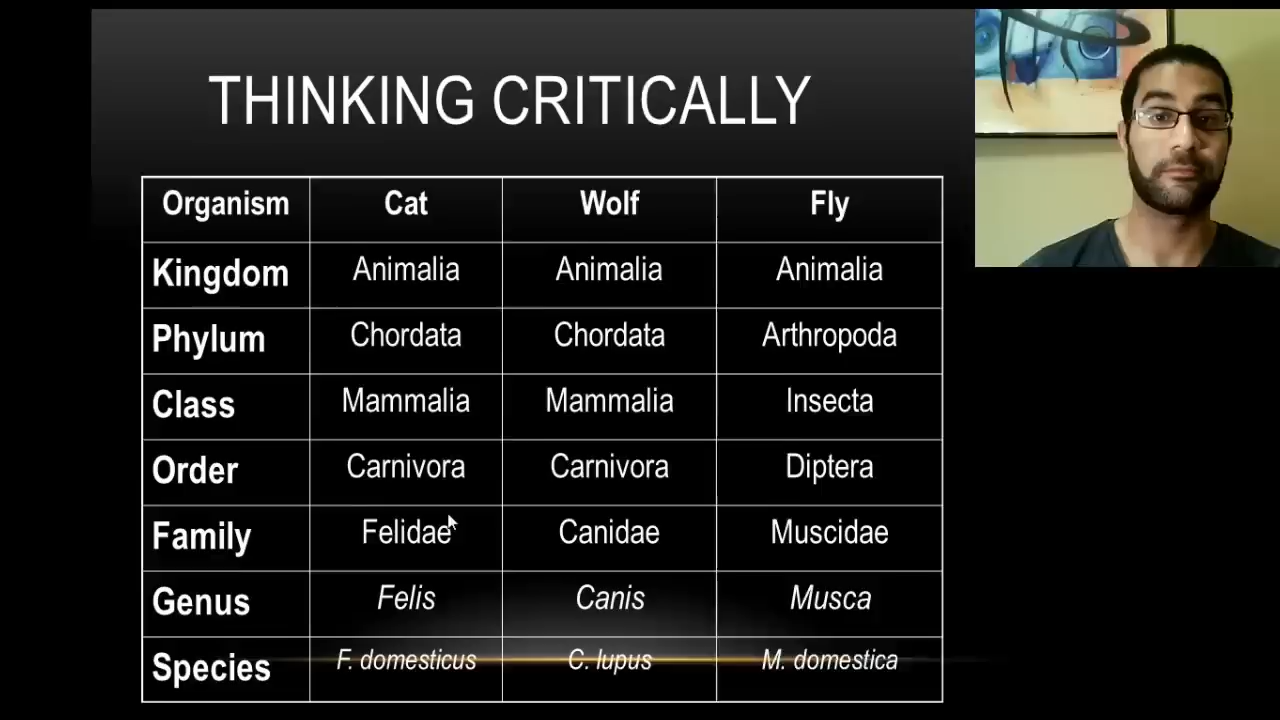 THINKING CRITICALLY
Organism Cat Wolf Fly
Kingdom Animalia Animalia Animalia
Phylum Chordata Chordata Arthropoda
Class Mammalia Mammalia Insecta
Order Carnivora Carnivora Diptera
Family Felidae Canidae Muscidae
Genus Felis Canis Musca
Species F. domesticus C. lupus M. domestica